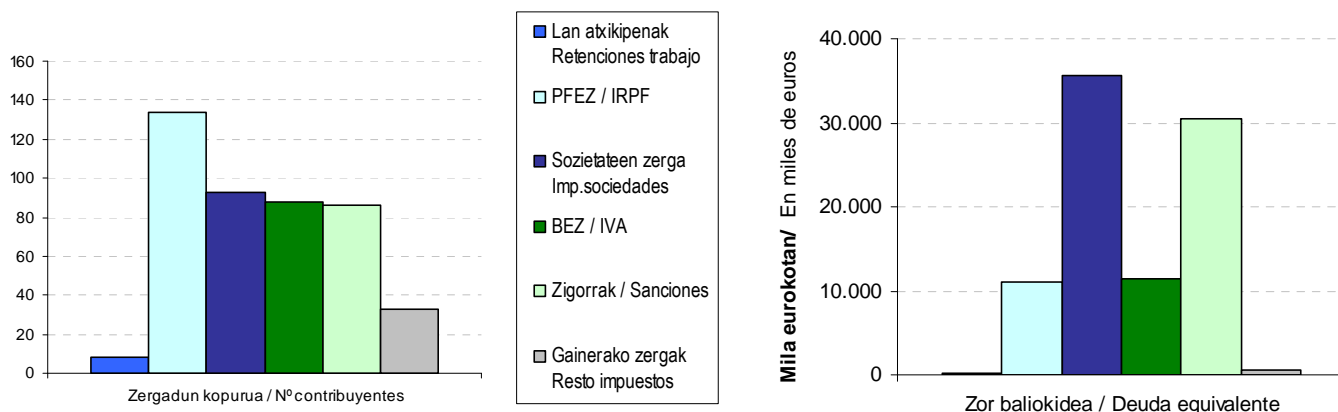 160
140
120
100
80
60
40
20
0
Zergadun kopurua / Nº contribuyentes
Lan atxikipenak
Retenciones trabajo
PFEZ / IRPF
Sozietateen zerga
Imp.sociedades
BEZ / IVA
Zigorrak / Sanciones
Gainerako zergak
Resto impuestos
Mila eurokotan/ En miles de euros
40.000
30.000
20.000
10.000
0
Zor baliokidea / Deuda equivalente